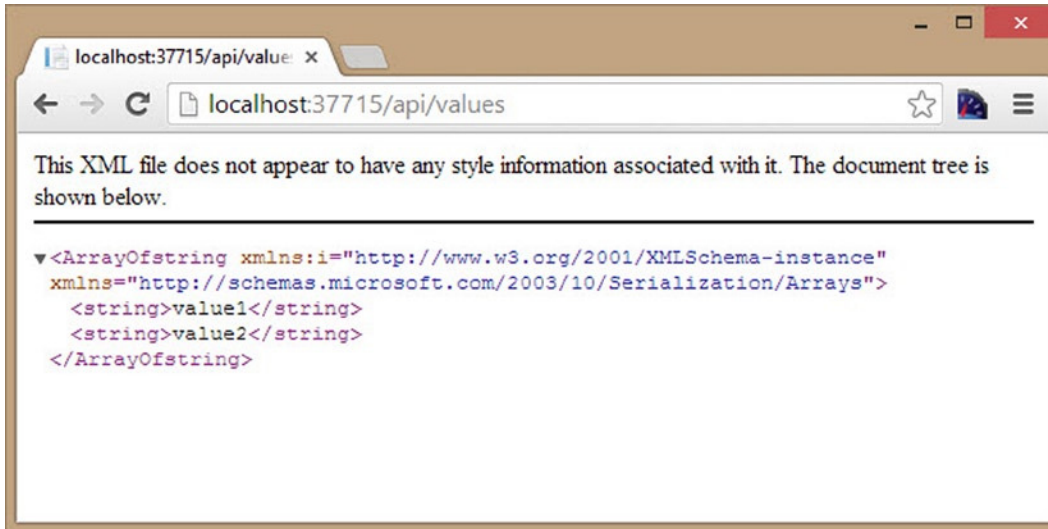 localhost:37715/api/value
localhost:37715/api/values
This XML file does not appear to have any style information associated with it. The document tree is
shown below.
▼<ArrayOfstring xmlns:i="http://www.w3.org/2001/XMLSchema-instance"
xmlns="http://schemas.microsoft.com/2003/10/Serialization/Arrays">
<string>value1</string>
<string>value2</string>
</ArrayOfstring>